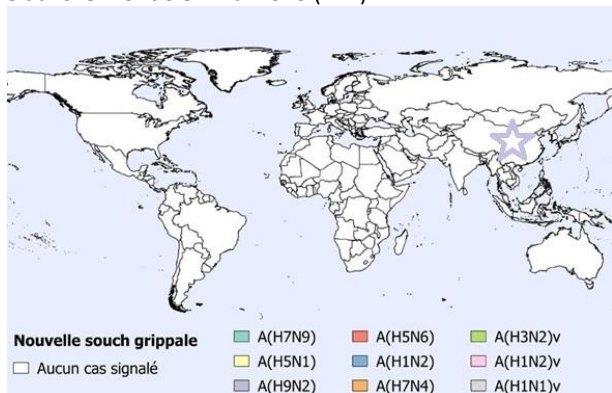 Nouvelle souch grippale
Aucun cas signalé
A(H7N9)
A(H5N1)
A(H9N2)
A(H5N6)
A(H1N2)
A(H7N4)
A(H3N2)v
A(H1N2)v
A(H1N1)v